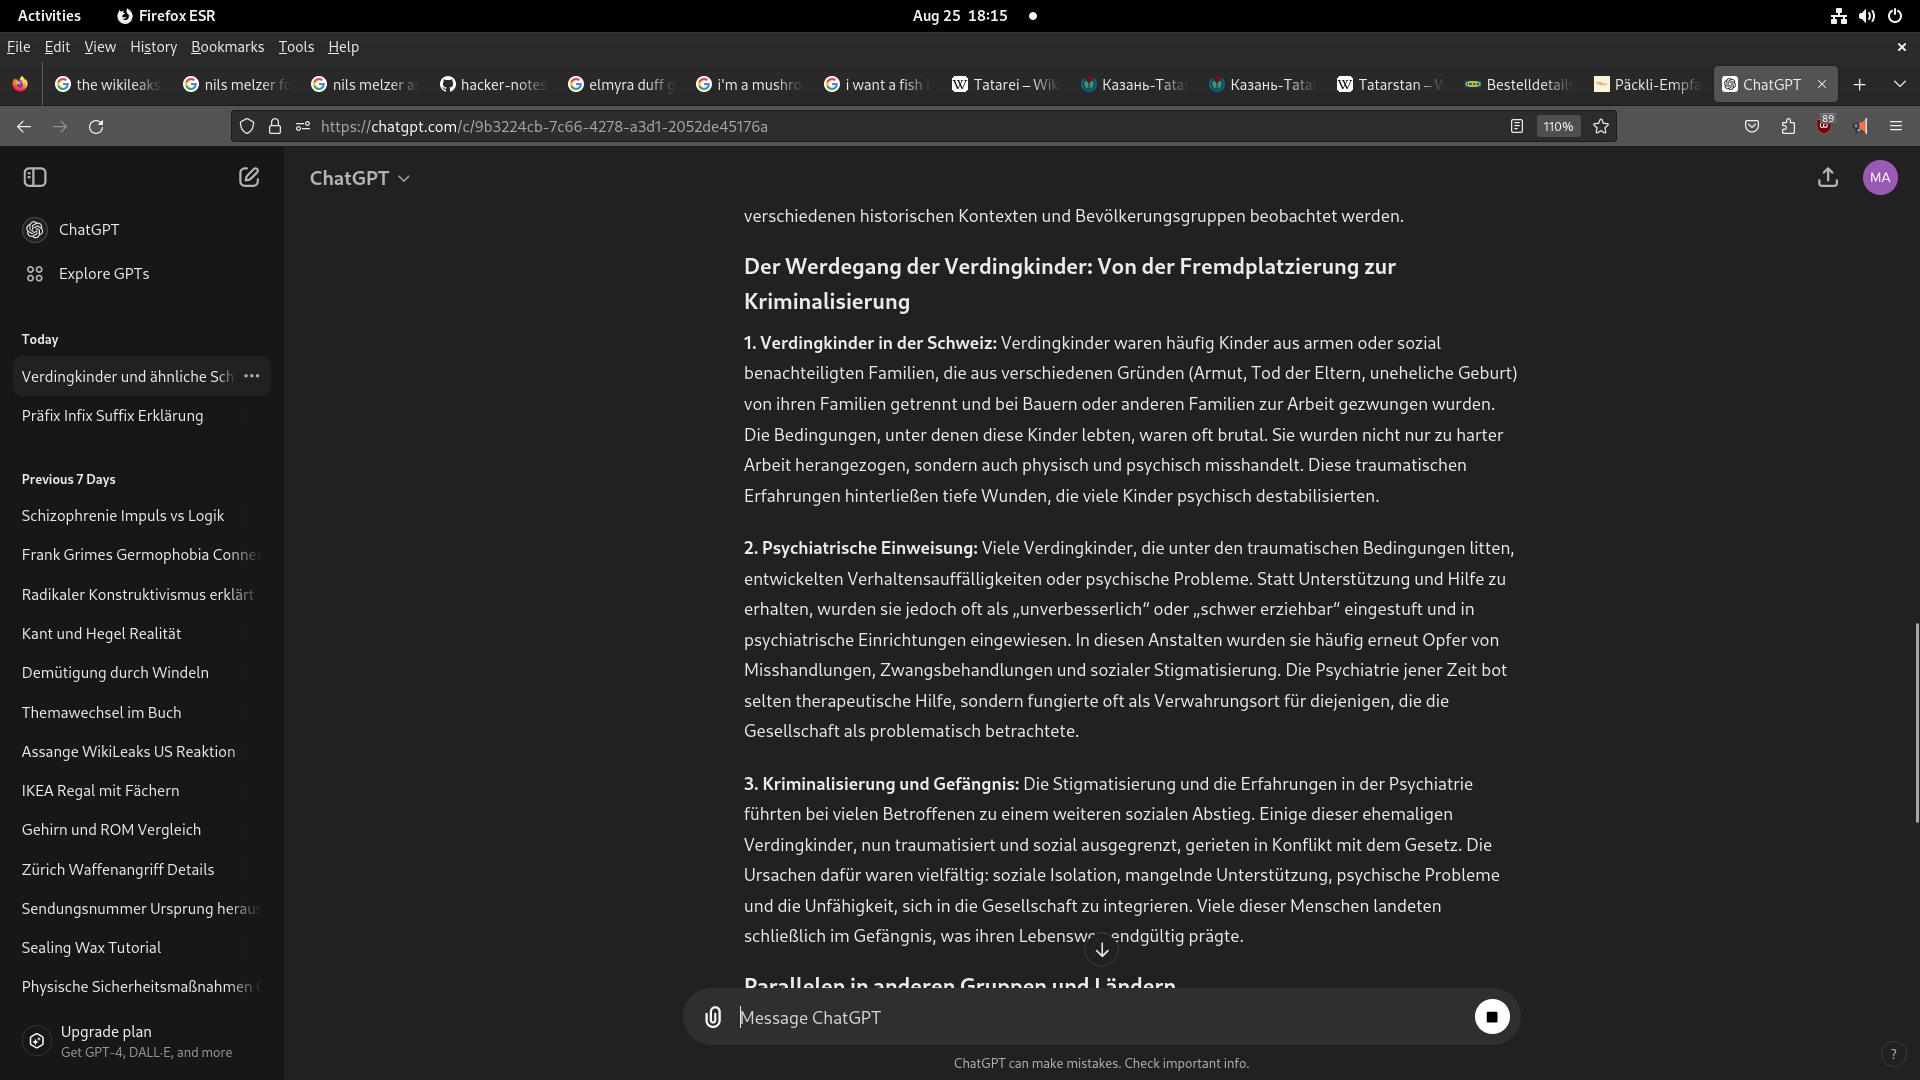 Activities
Firefox ESR
Aug 25 18:15
File Edit View History Bookmarks Tools Help
the wikileaks
nils melzer fo
nils melzer as
hacker-notes
elmyra duff g
i'm a mushro
i want a fish i
Tatarei – Wik
Казань-Tatar
Казань-Tatar
Tatarstan – W
Bestelldetails
Päckli-Empfa
ChatGPT
https://chatgpt.com/c/9b3224cb-7c66-4278-a3d1-2052de45176a
110%
89
ChatGPT
MA
ChatGPT
Explore GPTs
Today
Verdingkinder und ähnliche Sch
Präfix Infix Suffix Erklärung
Previous 7 Days
Schizophrenie Impuls vs Logik
Frank Grimes Germophobia Connec
Radikaler Konstruktivismus erklärt
Kant und Hegel Realität
Demütigung durch Windeln
Themawechsel im Buch
Assange WikiLeaks US Reaktion
IKEA Regal mit Fächern
Gehirn und ROM Vergleich
Zürich Waffenangriff Details
Sendungsnummer Ursprung heraus
Sealing Wax Tutorial
Physische Sicherheitsmaßnahmen
Upgrade plan
Get GPT-4, DALL·E, and more
verschiedenen historischen Kontexten und Bevölkerungsgruppen beobachtet werden.
Der Werdegang der Verdingkinder: Von der Fremdplatzierung zur
Kriminalisierung
1. Verdingkinder in der Schweiz: Verdingkinder waren häufig Kinder aus armen oder sozial
benachteiligten Familien, die aus verschiedenen Gründen (Armut, Tod der Eltern, uneheliche Geburt)
von ihren Familien getrennt und bei Bauern oder anderen Familien zur Arbeit gezwungen wurden.
Die Bedingungen, unter denen diese Kinder lebten, waren oft brutal. Sie wurden nicht nur zu harter
Arbeit herangezogen, sondern auch physisch und psychisch misshandelt. Diese traumatischen
Erfahrungen hinterließen tiefe Wunden, die viele Kinder psychisch destabilisierten.
2. Psychiatrische Einweisung: Viele Verdingkinder, die unter den traumatischen Bedingungen litten,
entwickelten Verhaltensauffälligkeiten oder psychische Probleme. Statt Unterstützung und Hilfe zu
erhalten, wurden sie jedoch oft als „unverbesserlich“ oder „schwer erziehbar“ eingestuft und in
psychiatrische Einrichtungen eingewiesen. In diesen Anstalten wurden sie häufig erneut Opfer von
Misshandlungen, Zwangsbehandlungen und sozialer Stigmatisierung. Die Psychiatrie jener Zeit bot
selten therapeutische Hilfe, sondern fungierte oft als Verwahrungsort für diejenigen, die die
Gesellschaft als problematisch betrachtete.
3. Kriminalisierung und Gefängnis: Die Stigmatisierung und die Erfahrungen in der Psychiatrie
führten bei vielen Betroffenen zu einem weiteren sozialen Abstieg. Einige dieser ehemaligen
Verdingkinder, nun traumatisiert und sozial ausgegrenzt, gerieten in Konflikt mit dem Gesetz. Die
Ursachen dafür waren vielfältig: soziale Isolation, mangelnde Unterstützung, psychische Probleme
und die Unfähigkeit, sich in die Gesellschaft zu integrieren. Viele dieser Menschen landeten
schließlich im Gefängnis, was ihren Lebenswe endgültig prägte.
Parallelen in anderen Gruppen und Ländern
Message ChatGPT
ChatGPT can make mistakes. Check important info.
?